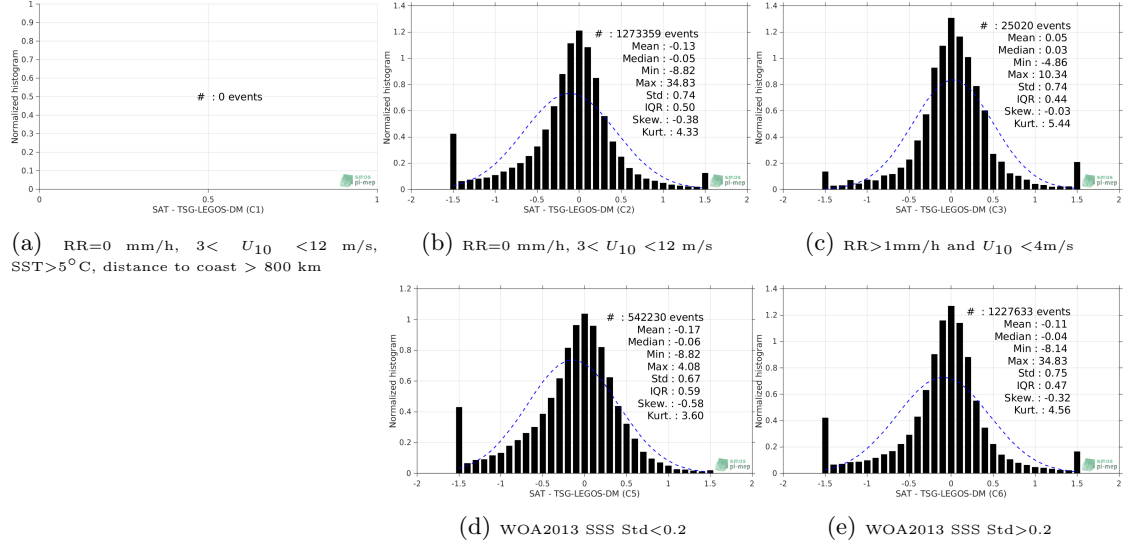 1
0.9
0.8
0.7
0.6
0.5
0.4
0.3
0.2
0.1
0
Normalized histogram
# : 0 events
smos
pi-mep
0 0.5 1
SAT - TSG-LEGOS-DM (C1)
(a) RR=0 mm/h, 3< U10 <12 m/s,
SST>5°C, distance to coast > 800 km
1.4
1.2
1
0.8
0.6
0.4
0.2
0
Normalized histogram
# : 1273359 events
Mean : -0.13
Median : -0.05
Min : -8.82
Max : 34.83
Std : 0.74
IQR : 0.50
Skew. : -0.38
Kurt. : 4.33
smos
pi-mep
-2 -1.5 -1 -0.5 0 0.5 1 1.5 2
SAT - TSG-LEGOS-DM (C2)
(b) RR=0 mm/h, 3< U10 <12 m/s
1.4
1.2
1
0.8
0.6
0.4
0.2
0
Normalized histogram
# : 25020 events
Mean : 0.05
Median : 0.03
Min : -4.86
Max : 10.34
Std : 0.74
IQR : 0.44
Skew. : -0.03
Kurt. : 5.44
smos
pi-mep
-2 -1.5 -1 -0.5 0 0.5 1 1.5 2
SAT - TSG-LEGOS-DM (C3)
(c) RR>1mm/h and U10 <4m/s
1.2
1
0.8
0.6
0.4
0.2
0
Normalized histogram
# : 542230 events
Mean : -0.17
Median : -0.06
Min : -8.82
Max : 4.08
Std : 0.67
IQR : 0.59
Skew. : -0.58
Kurt. : 3.60
smos
pi-mep
-2 -1.5 -1 -0.5 0 0.5 1 1.5 2
SAT - TSG-LEGOS-DM (C5)
(d) WOA2013 SSS Std<0.2
1.4
1.2
1
0.8
0.6
0.4
0.2
0
Normalized histogram
# : 1227633 events
Mean : -0.11
Median : -0.04
Min : -8.14
Max : 34.83
Std : 0.75
IQR : 0.47
Skew. : -0.32
Kurt. : 4.56
smos
pi-mep
-2 -1.5 -1 -0.5 0 0.5 1 1.5 2
SAT - TSG-LEGOS-DM (C6)
(e) WOA2013 SSS Std>0.2